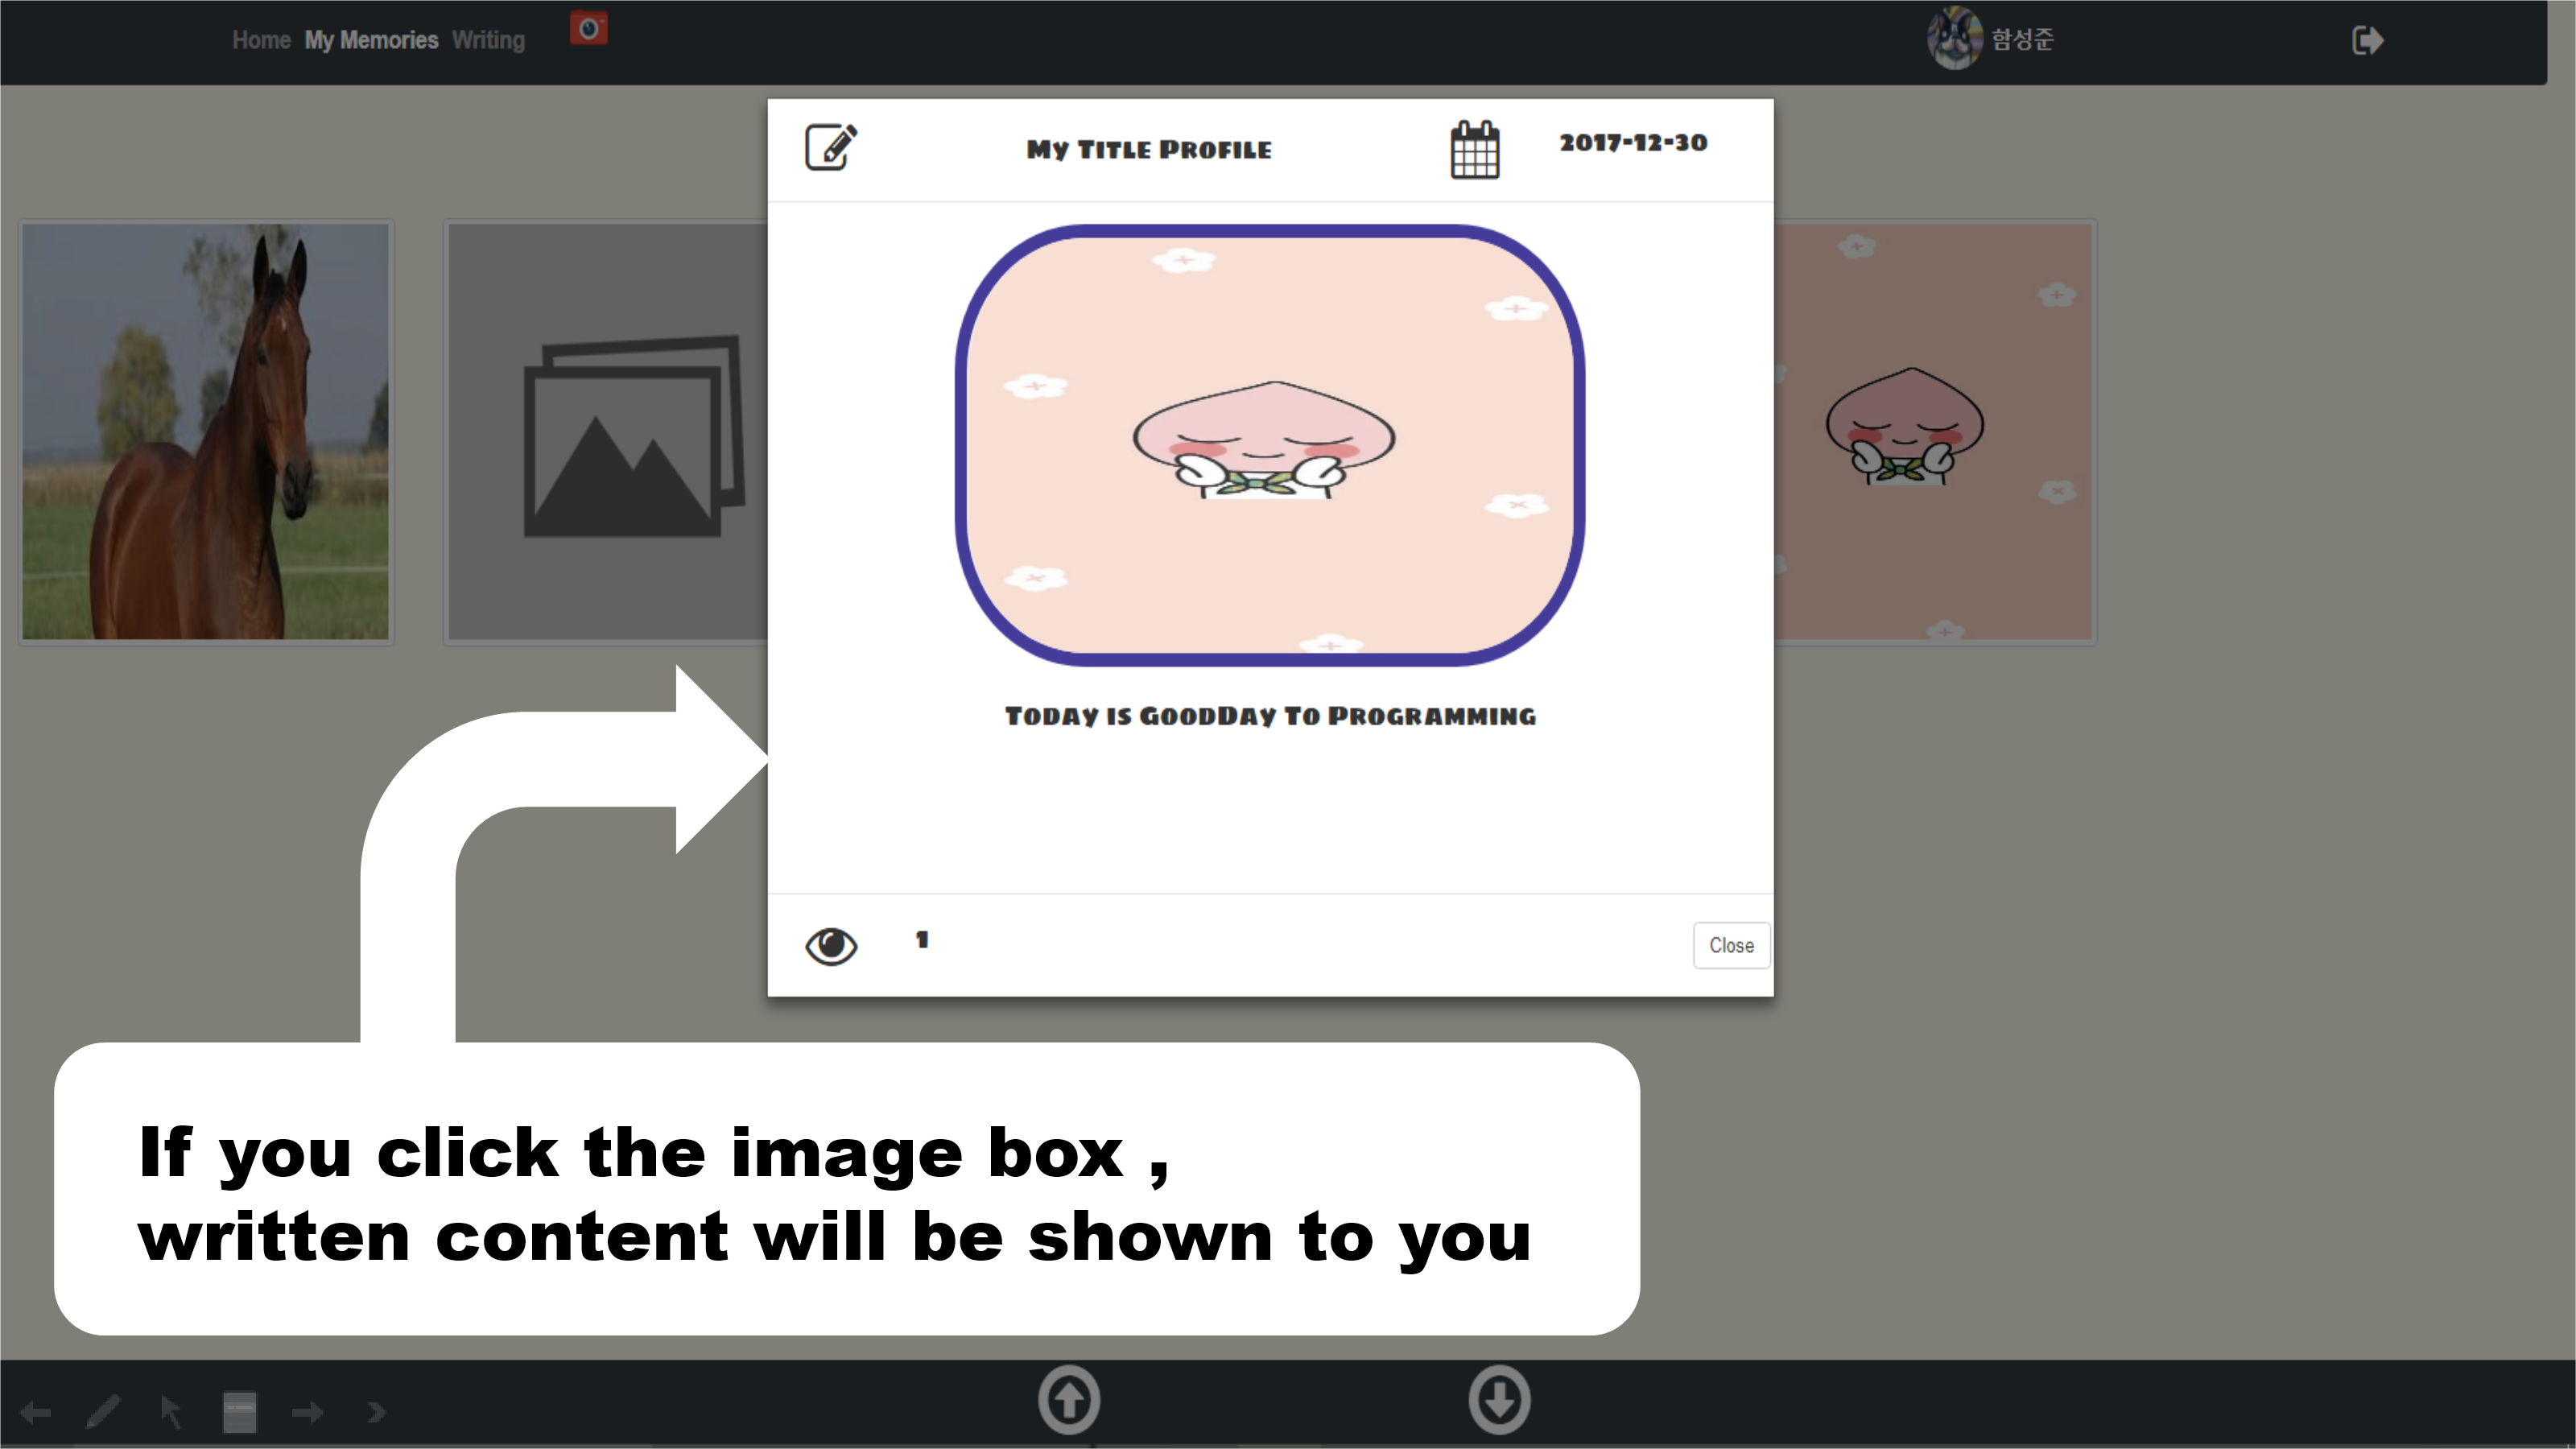 Home My Memories Writing
함성준
My Title Profile
2017-12-30
Today is GoodDay To Programming
1
Close
If you click the image box ,
written content will be shown to you